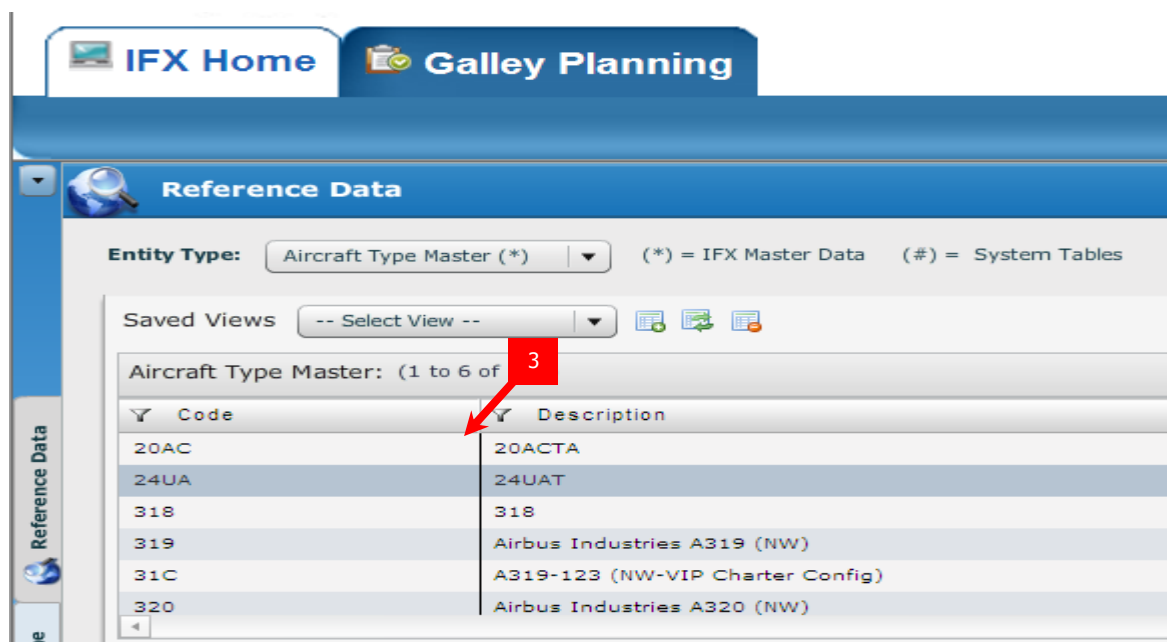 IFX Home Galley Planning
Reference Data
Entity Type: Aircraft Type Master (*) (*) = IFX Master Data (#) = System Tables
Saved Views -- Select View --
3
Aircraft Type Master: (1 to 6 of
Code Description
20AC 20ACTA
24UA 24UAT
318 318
319 Airbus Industries A319 (NW)
31C A319-123 (NW-VIP Charter Config)
320 Airbus Industries A320 (NW)
Reference Data